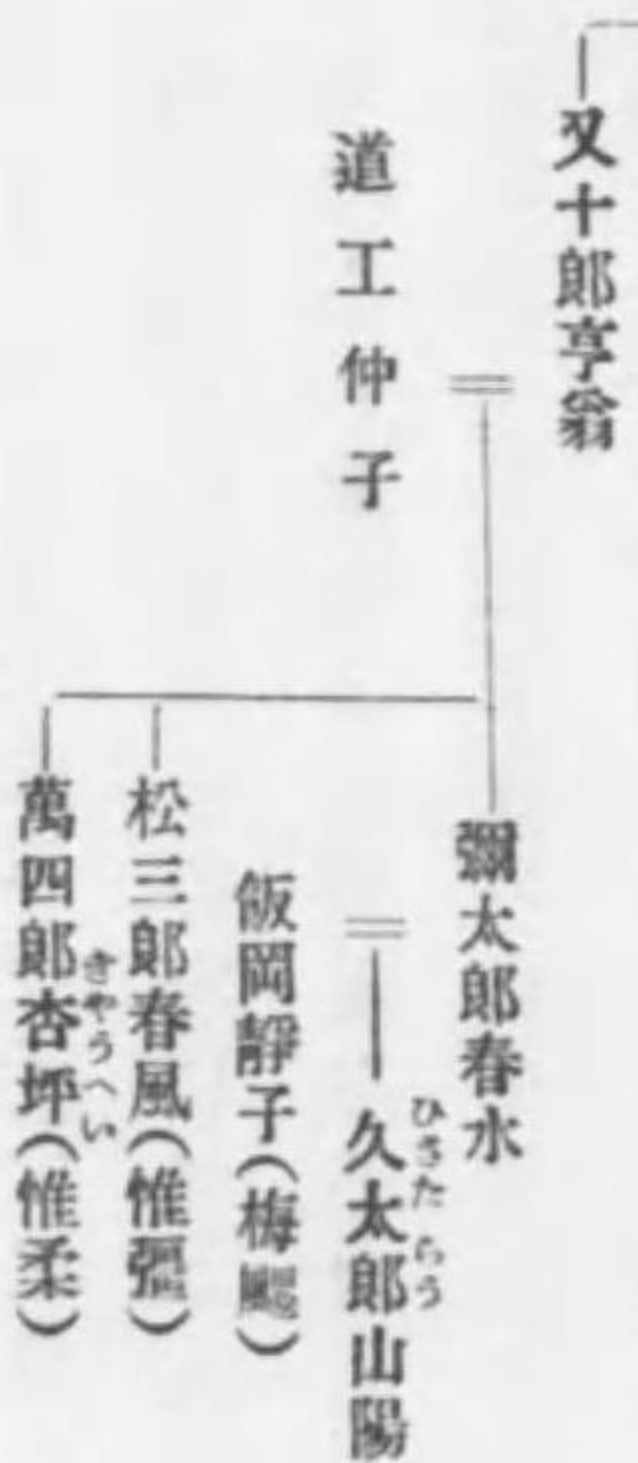 又十郎亨翁
道工仲子
彌太郎春水
久太郎山陽
ひさたらう
飯岡靜子(梅颸)
松三郎春風(惟彊)
萬四郎杏坪(惟柔)
きやうへい